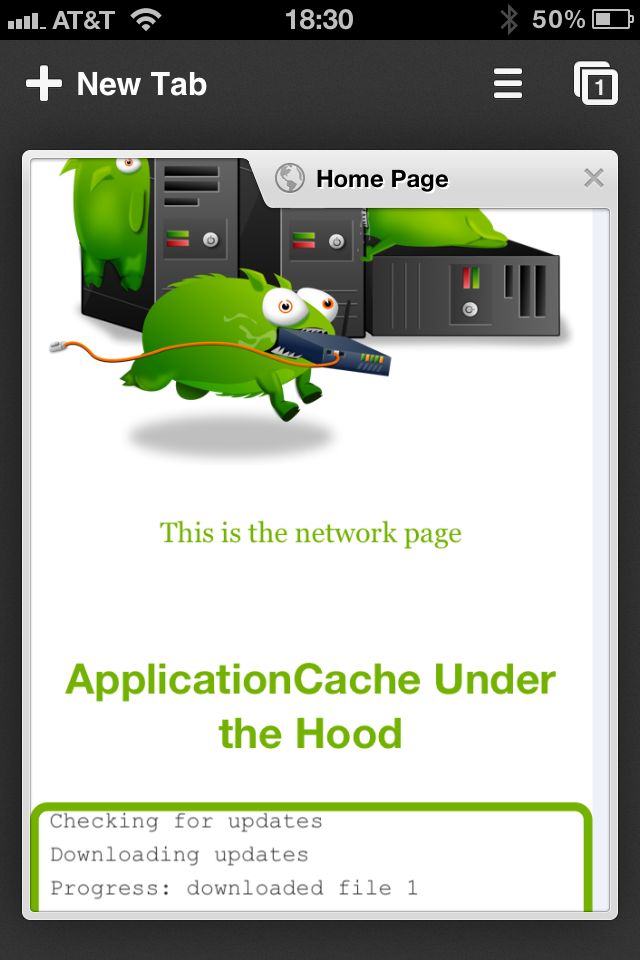 AT&T 18:30 50%
New Tab 1
Home Page
This is the network page
ApplicationCache Under
the Hood
Checking for updates
Downloading updates
Progress: downloaded file 1